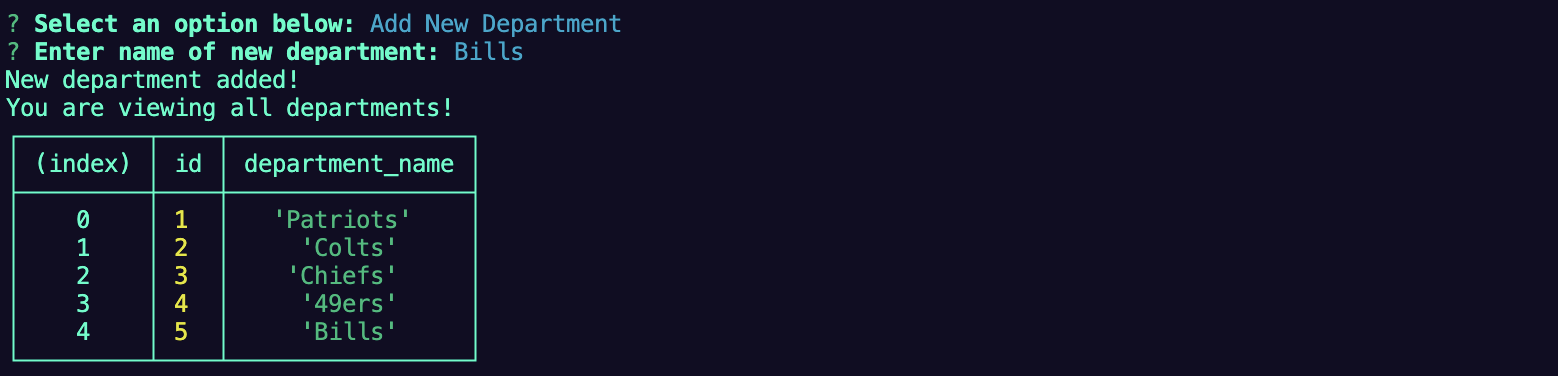 ? Select an option below: Add New Department
? Enter name of new department: Bills
New department added!
You are viewing all departments!
(index) id department_name
0 1 'Patriots'
1 2 'Colts'
2 3 'Chiefs'
3 4 '49ers'
4 5 'Bills'